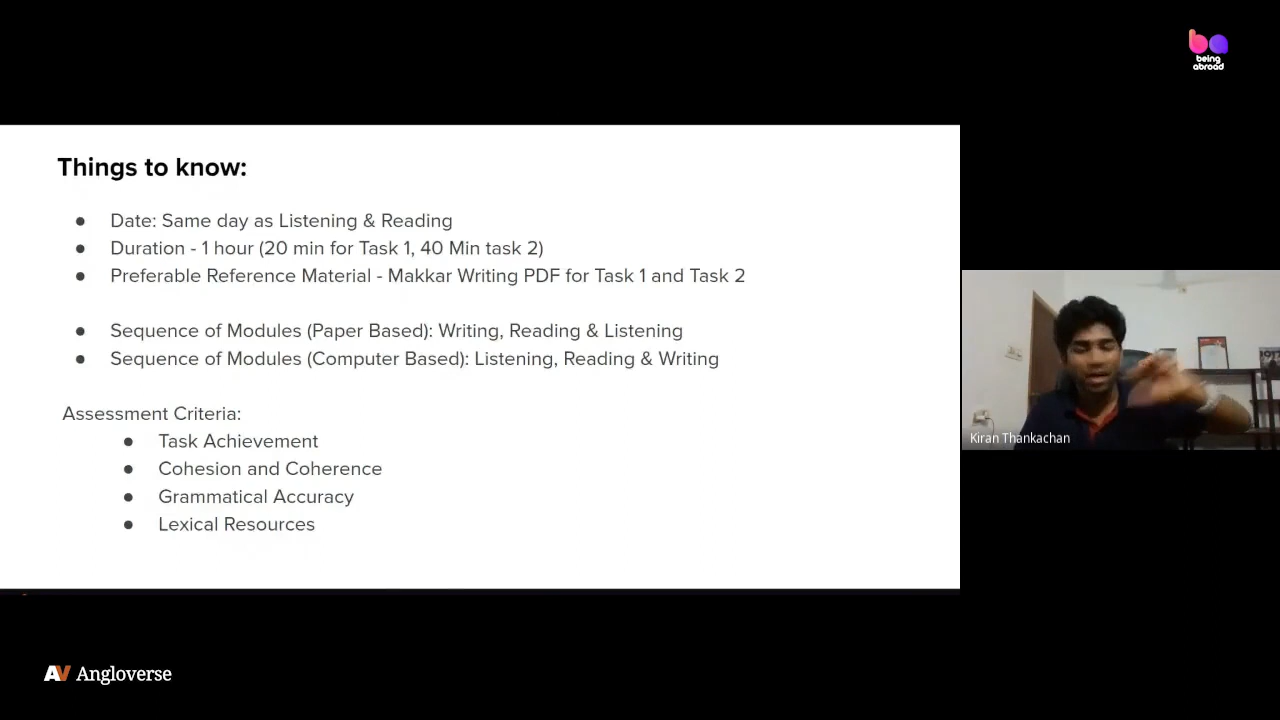 being
abroad
Things to know:
● Date: Same day as Listening & Reading
● Duration - 1 hour (20 min for Task 1, 40 Min task 2)
● Preferable Reference Material - Makkar Writing PDF for Task 1 and Task 2
● Sequence of Modules (Paper Based): Writing, Reading & Listening
● Sequence of Modules (Computer Based): Listening, Reading & Writing
Assessment Criteria:
● Task Achievement
● Cohesion and Coherence
● Grammatical Accuracy
● Lexical Resources
Kiran Thankachan
AV Angloverse